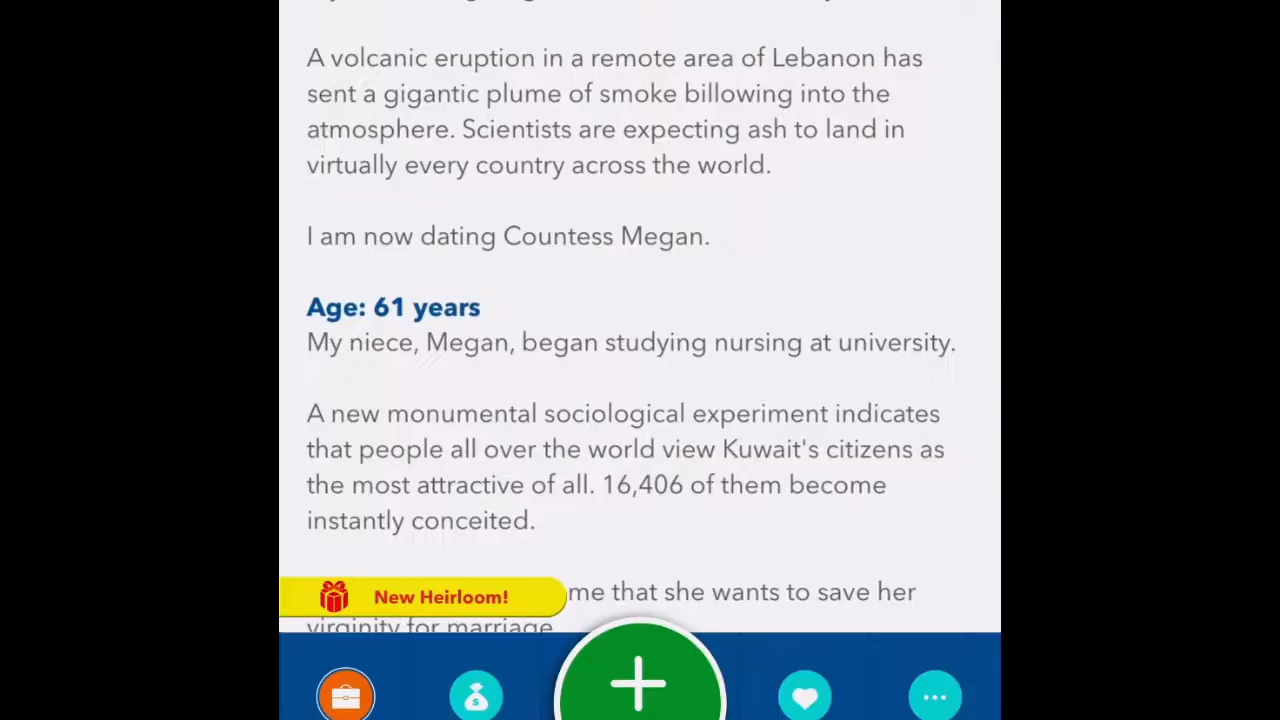 A volcanic eruption in a remote area of Lebanon has
sent a gigantic plume of smoke billowing into the
atmosphere. Scientists are expecting ash to land in
virtually every country across the world.
I am now dating Countess Megan.
Age: 61 years
My niece, Megan, began studying nursing at university.
A new monumental sociological experiment indicates
that people all over the world view Kuwait's citizens as
the most attractive of all. 16,406 of them become
instantly conceited.
New Heirloom!
me that she wants to save her
virginity for marriage